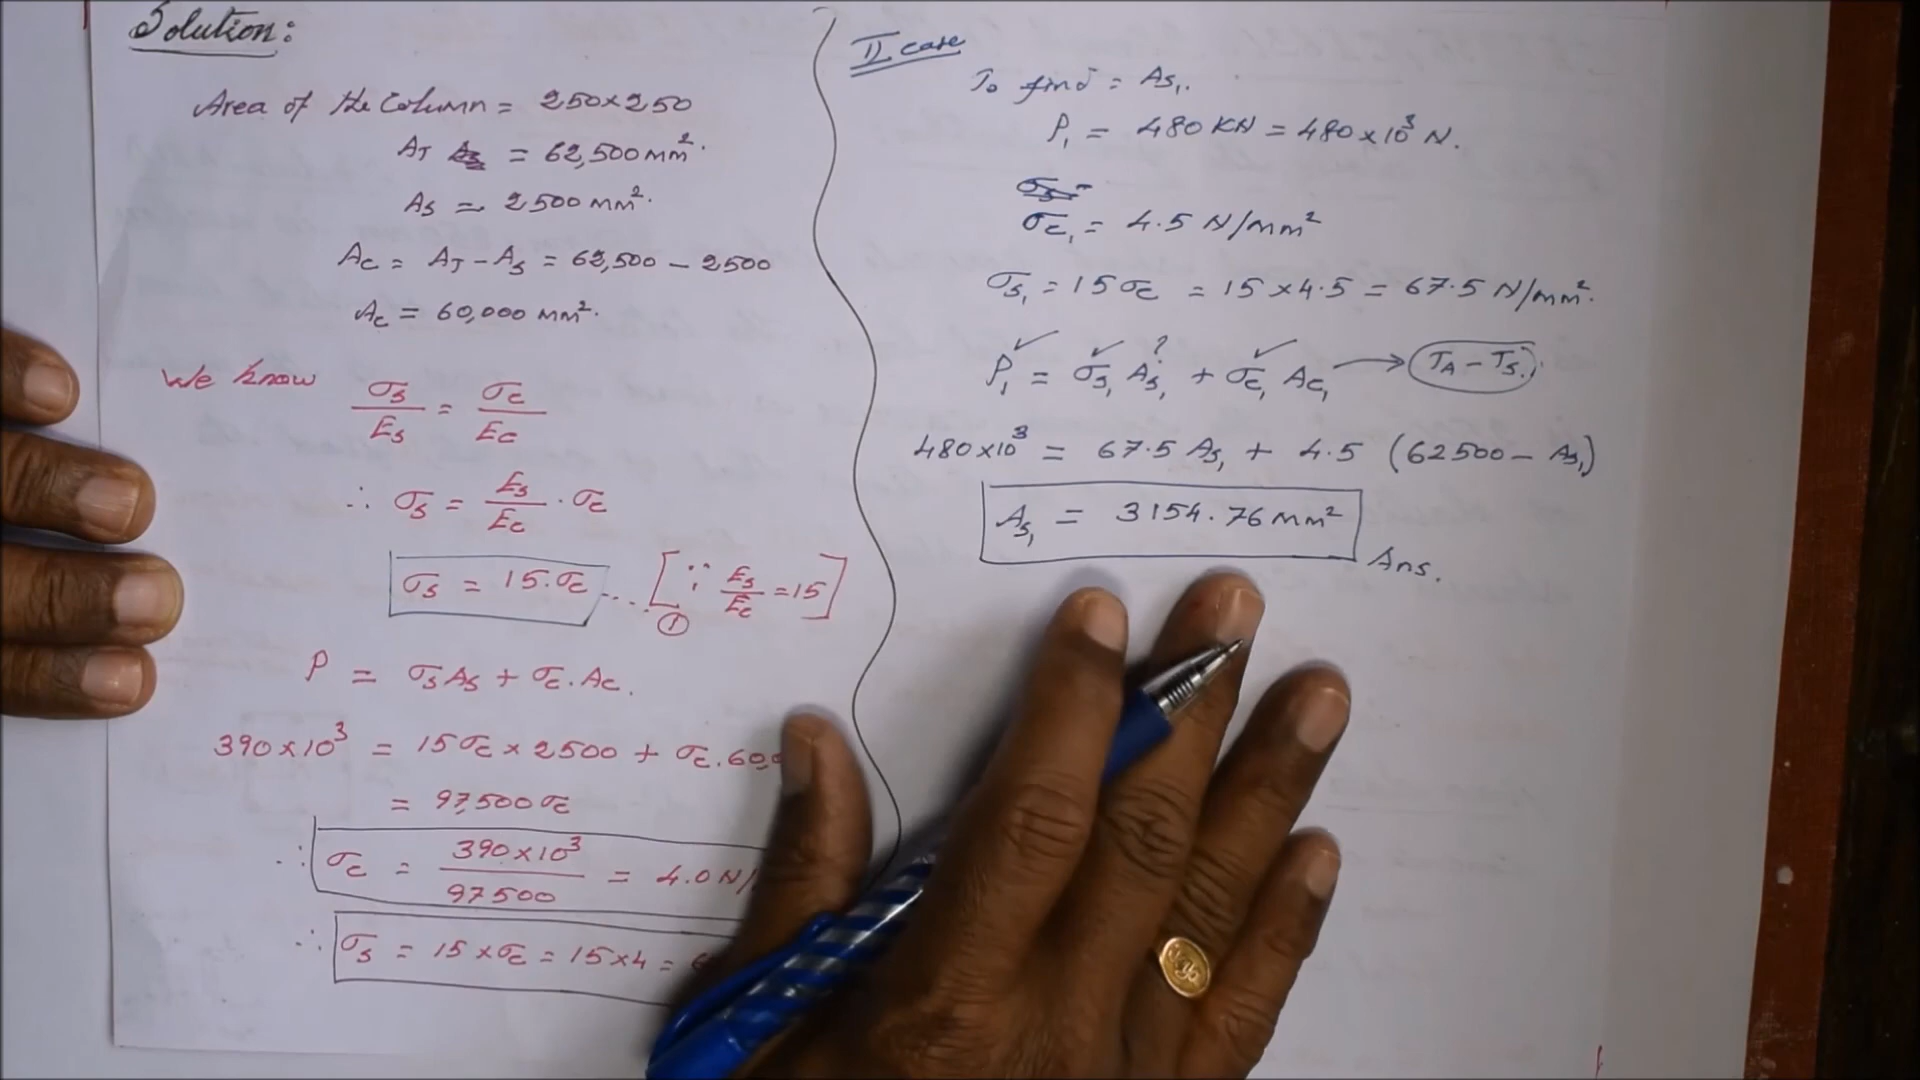 Solution:
Area of the Column = 250×250
AT = 62,500 mm².
AS = 2500 mm².
AC = AT - AS = 62,500 - 2500
AC = 60,000 mm².
We know
σS/ES = σC/EC
∴ σS = ES/EC · σC
σS = 15.σC .... ① [∵ ES/EC = 15]
P = σS AS + σC . AC.
390×10³ = 15σC × 2500 + σC .
= 97,500 σC
∴ σC = 390×10³/97500 = 4.0 N/
∴ σS = 15×σC = 15×4 =
II case
To find = AS₁.
P₁ = 480 KN = 480×10³ N.
σC₁ = 4.5 N/mm²
σS₁ = 15σC = 15×4.5 = 67.5 N/mm².
P₁ = σS₁ AS₁ ? + σC₁ AC₁ → TA - TS₁
480×10³ = 67.5 AS₁ + 4.5 (62500 - AS₁)
AS₁ = 3154.76 mm²
Ans.